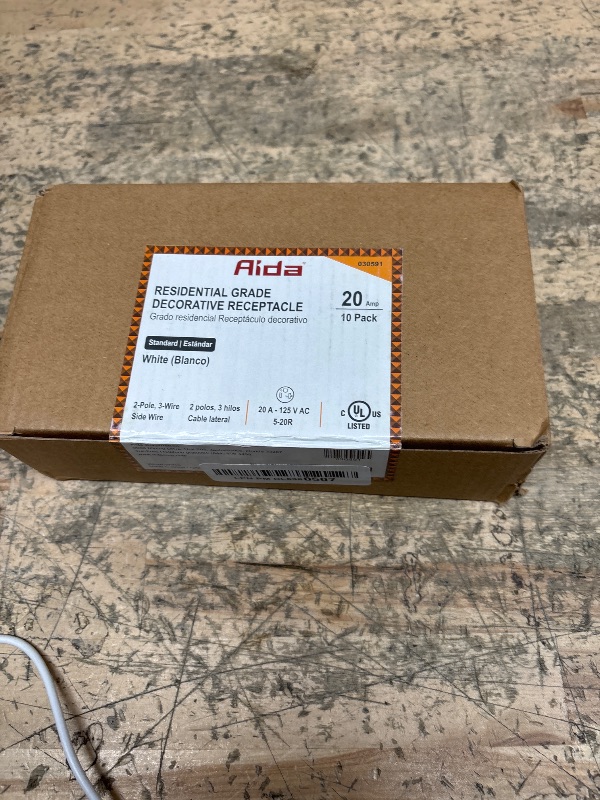 Aida
030591
RESIDENTIAL GRADE
DECORATIVE RECEPTACLE
Grado residencial Receptáculo decorativo
20 Amp
10 Pack
Standard | Estándar
White (Blanco)
2-Pole, 3-Wire
Side Wire
2 polos, 3 hilos
Cable lateral
20 A - 125 V AC
5-20R
C UL US
LISTED